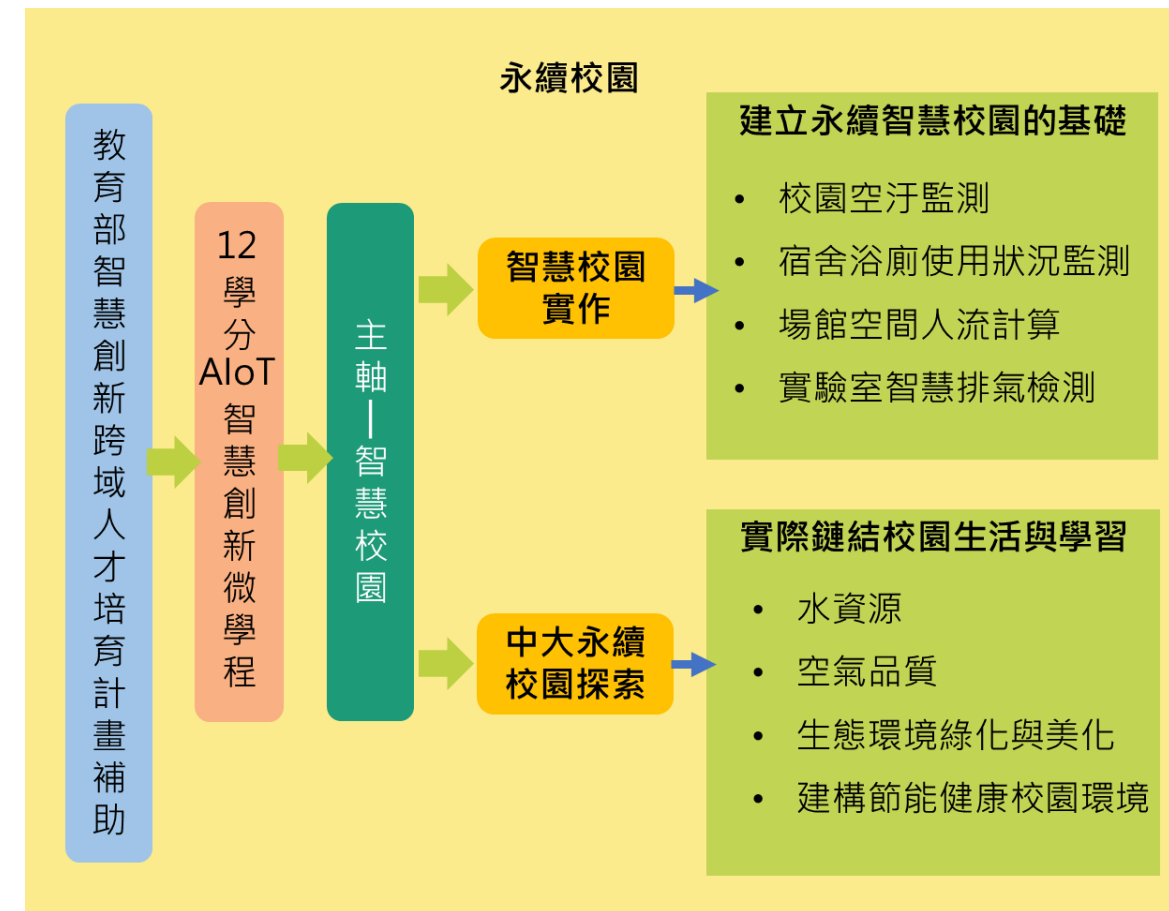 永續校園
教育部智慧創新跨域人才培育計畫補助
12學分AIoT智慧創新微學程
主軸—智慧校園
智慧校園
實作
建立永續智慧校園的基礎
• 校園空汙監測
• 宿舍浴廁使用狀況監測
• 場館空間人流計算
• 實驗室智慧排氣檢測
中大永續
校園探索
實際鏈結校園生活與學習
• 水資源
• 空氣品質
• 生態環境綠化與美化
• 建構節能健康校園環境